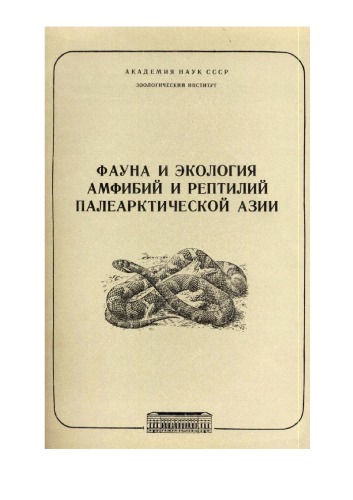 АКАДЕМИЯ НАУК СССР
ЗООЛОГИЧЕСКИЙ ИНСТИТУТ
ФАУНА И ЭКОЛОГИЯ
АМФИБИЙ И РЕПТИЛИЙ
ПАЛЕАРКТИЧЕСКОЙ АЗИИ